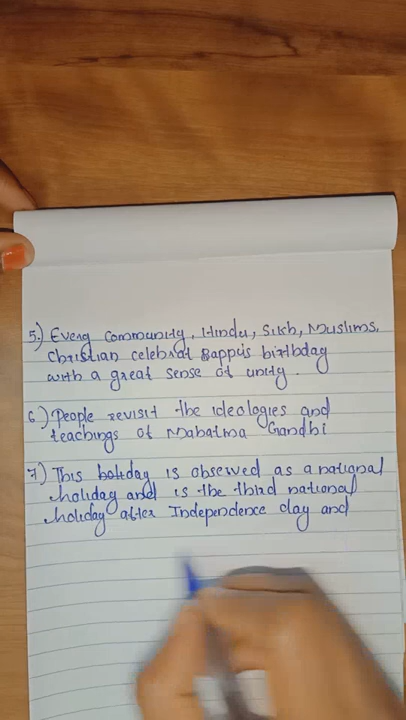 5.) Eveng Community, Hindu, Sikh, Muslims,
Christian celebrat Bappu's birthday
with a great sense of unity.
6.) People revisit the ideologies and
teachings of Mahatma Gandhi
7.) This holiday is observed as a national
holiday and is the third national
holiday after Independence day and